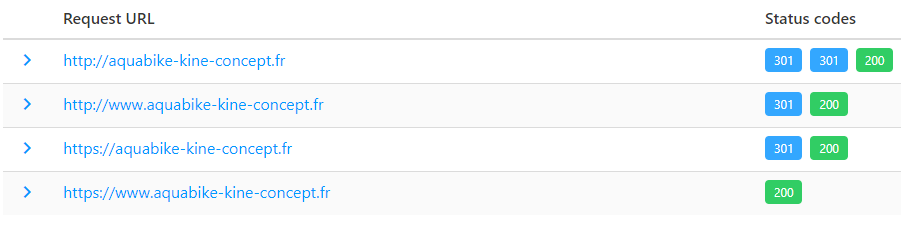 Request URL Status codes
http://aquabike-kine-concept.fr 301 301 200
http://www.aquabike-kine-concept.fr 301 200
https://aquabike-kine-concept.fr 301 200
https://www.aquabike-kine-concept.fr 200